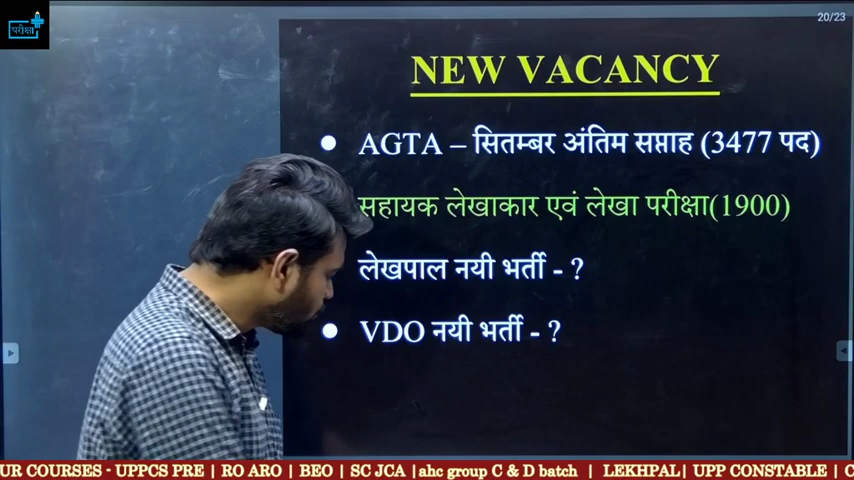 परीक्षा
20/23
NEW VACANCY
AGTA – सितम्बर अंतिम सप्ताह (3477 पद)
सहायक लेखाकार एवं लेखा परीक्षा(1900)
लेखपाल नयी भर्ती - ?
VDO नयी भर्ती - ?
UR COURSES - UPPCS PRE | RO ARO | BEO | SC JCA |ahc group C & D batch | LEKHPAL| UPP CONSTABLE | C